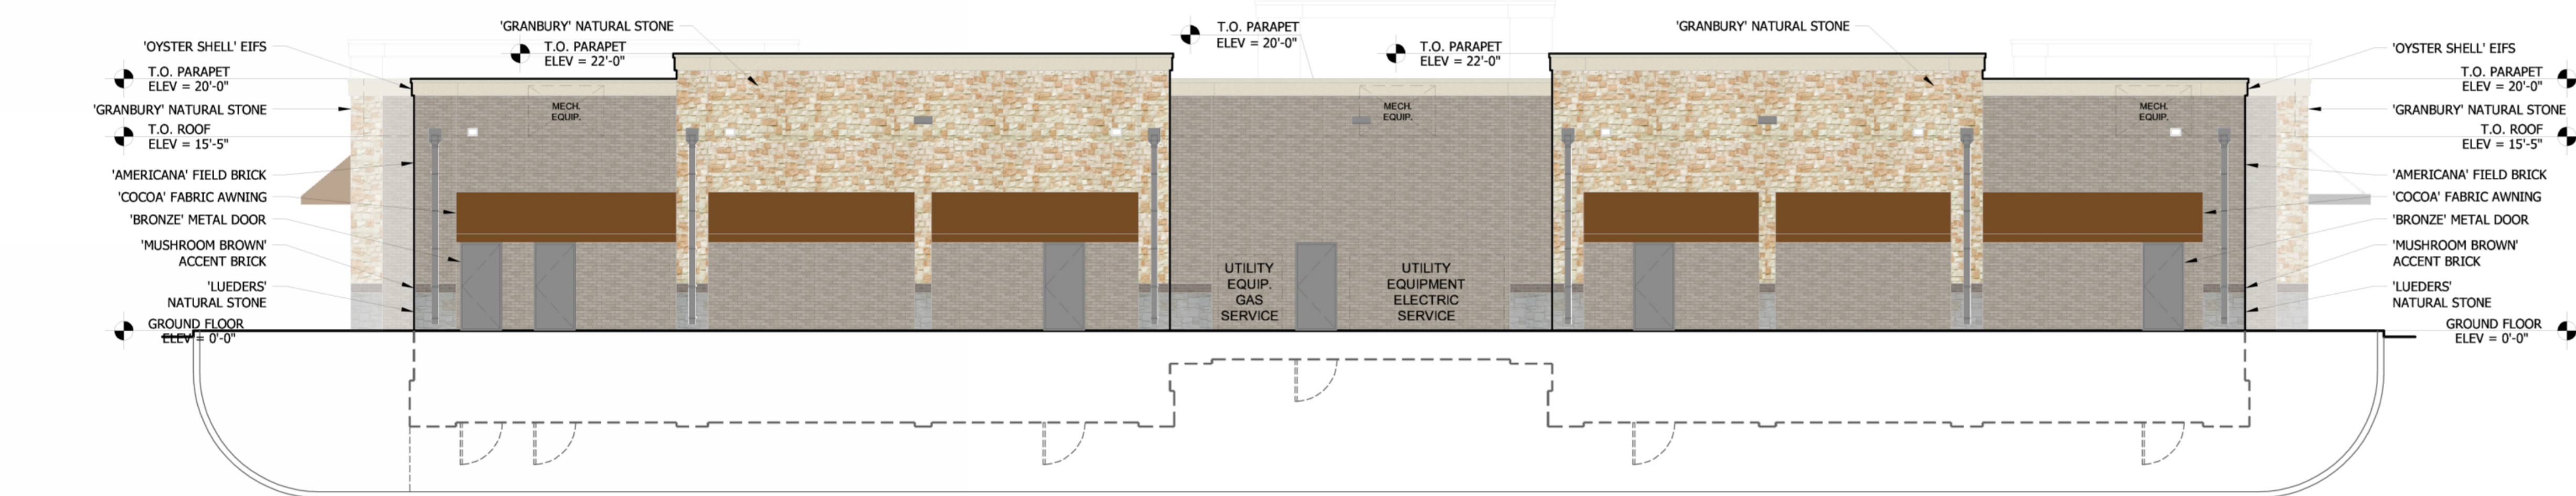 'OYSTER SHELL' EIFS
T.O. PARAPET
ELEV = 20'-0"
'GRANBURY' NATURAL STONE
T.O. ROOF
ELEV = 15'-5"
'AMERICANA' FIELD BRICK
'COCOA' FABRIC AWNING
'BRONZE' METAL DOOR
'MUSHROOM BROWN'
ACCENT BRICK
'LUEDERS'
NATURAL STONE
GROUND FLOOR
ELEV = 0'-0"
'GRANBURY' NATURAL STONE
T.O. PARAPET
ELEV = 22'-0"
MECH.
EQUIP.
T.O. PARAPET
ELEV = 20'-0"
T.O. PARAPET
ELEV = 22'-0"
MECH.
EQUIP.
UTILITY
EQUIP.
GAS
SERVICE
UTILITY
EQUIPMENT
ELECTRIC
SERVICE
'GRANBURY' NATURAL STONE
MECH.
EQUIP.
'OYSTER SHELL' EIFS
T.O. PARAPET
ELEV = 20'-0"
'GRANBURY' NATURAL STONE
T.O. ROOF
ELEV = 15'-5"
'AMERICANA' FIELD BRICK
'COCOA' FABRIC AWNING
'BRONZE' METAL DOOR
'MUSHROOM BROWN'
ACCENT BRICK
'LUEDERS'
NATURAL STONE
GROUND FLOOR
ELEV = 0'-0"